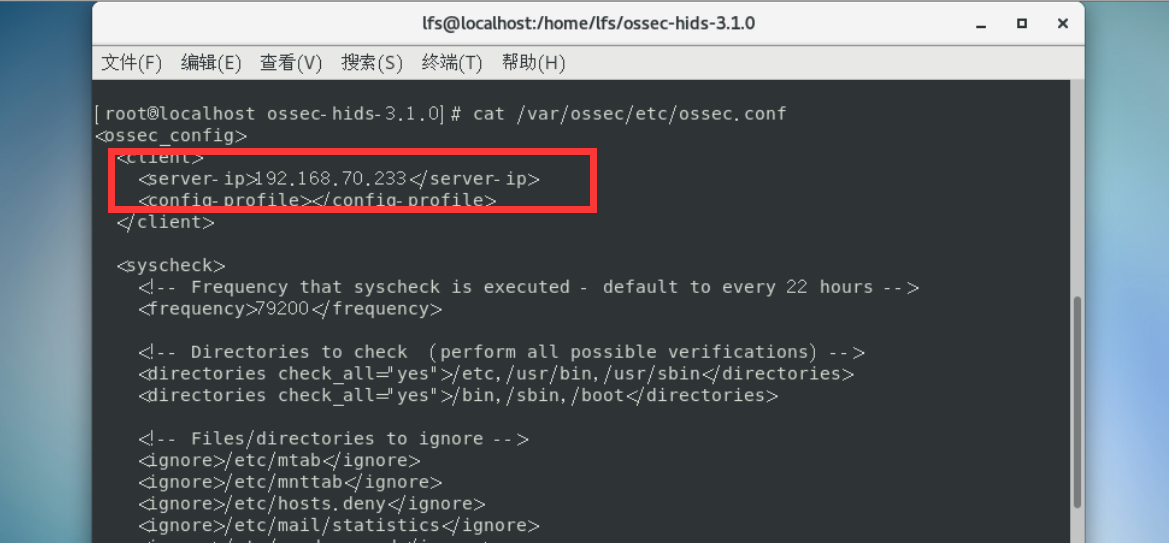 lfs@localhost:/home/lfs/ossec-hids-3.1.0
文件(F) 编辑(E) 查看(V) 搜索(S) 终端(T) 帮助(H)
[root@localhost ossec-hids-3.1.0]# cat /var/ossec/etc/ossec.conf
<ossec_config>
<client>
<server-ip>192.168.70.233</server-ip>
<config-profile></config-profile>
</client>
<syscheck>
<!-- Frequency that syscheck is executed - default to every 22 hours -->
<frequency>79200</frequency>
<!-- Directories to check  (perform all possible verifications) -->
<directories check_all="yes">/etc,/usr/bin,/usr/sbin</directories>
<directories check_all="yes">/bin,/sbin,/boot</directories>
<!-- Files/directories to ignore -->
<ignore>/etc/mtab</ignore>
<ignore>/etc/mnttab</ignore>
<ignore>/etc/hosts.deny</ignore>
<ignore>/etc/mail/statistics</ignore>